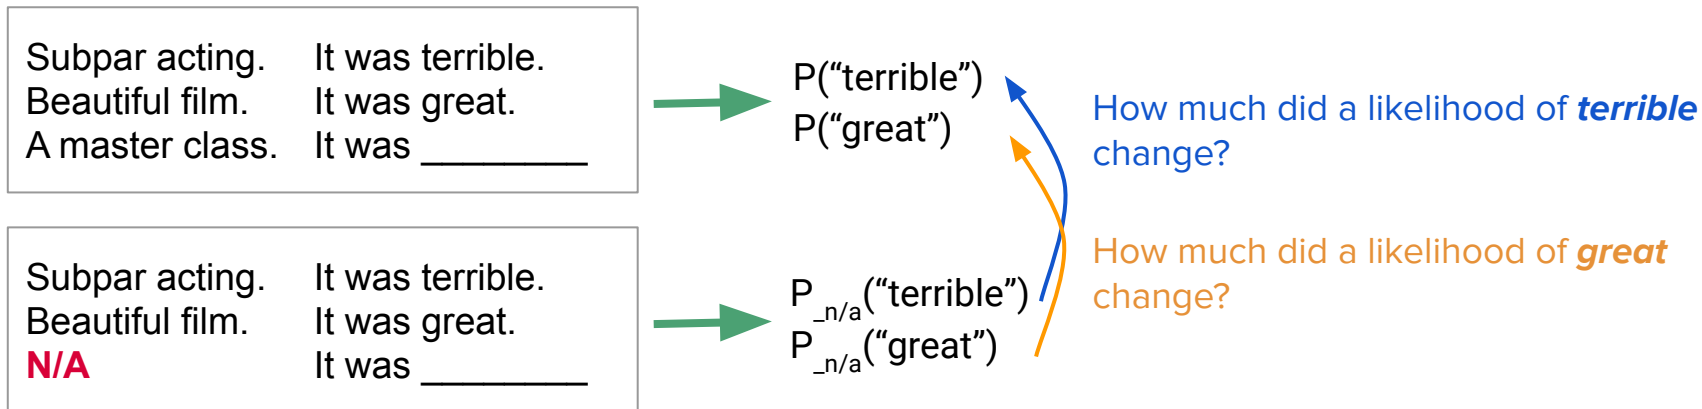 Subpar acting. It was terrible.
Beautiful film. It was great.
A master class. It was ________
P(“terrible”)
P(“great”)
How much did a likelihood of terrible
change?
Subpar acting. It was terrible.
Beautiful film. It was great.
N/A It was ________
P_n/a(“terrible”)
P_n/a(“great”)
How much did a likelihood of great
change?